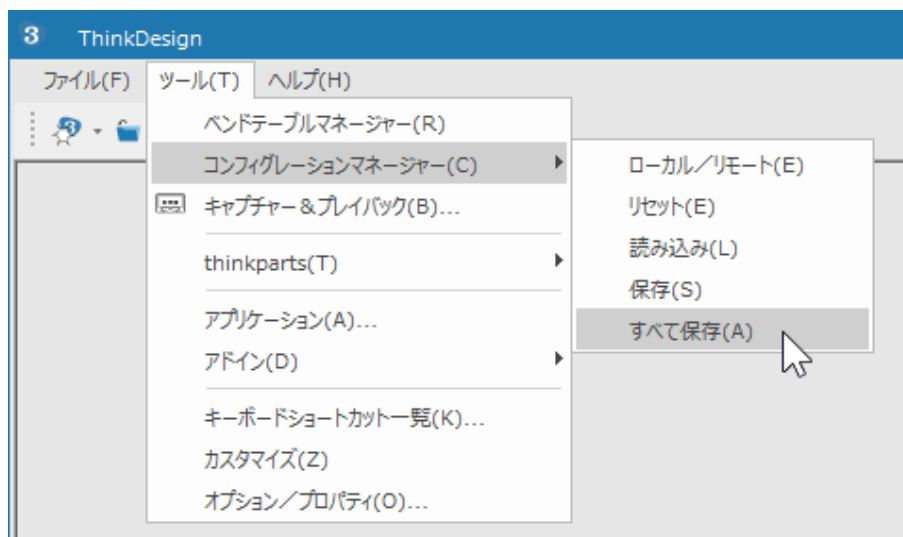 3 ThinkDesign
ファイル(F) ツール(T) ヘルプ(H)
ベンドテーブルマネージャー(R)
コンフィグレーションマネージャー(C)
キャプチャー＆プレイバック(B)...
thinkparts(T)
アプリケーション(A)...
アドイン(D)
キーボードショートカット一覧(K)...
カスタマイズ(Z)
オプション／プロパティ(O)...
ローカル／リモート(E)
リセット(E)
読み込み(L)
保存(S)
すべて保存(A)